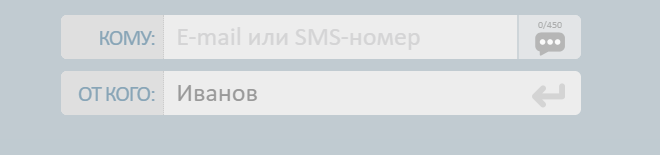 0/450
КОМУ: E-mail или SMS-номер
ОТ КОГО: Иванов